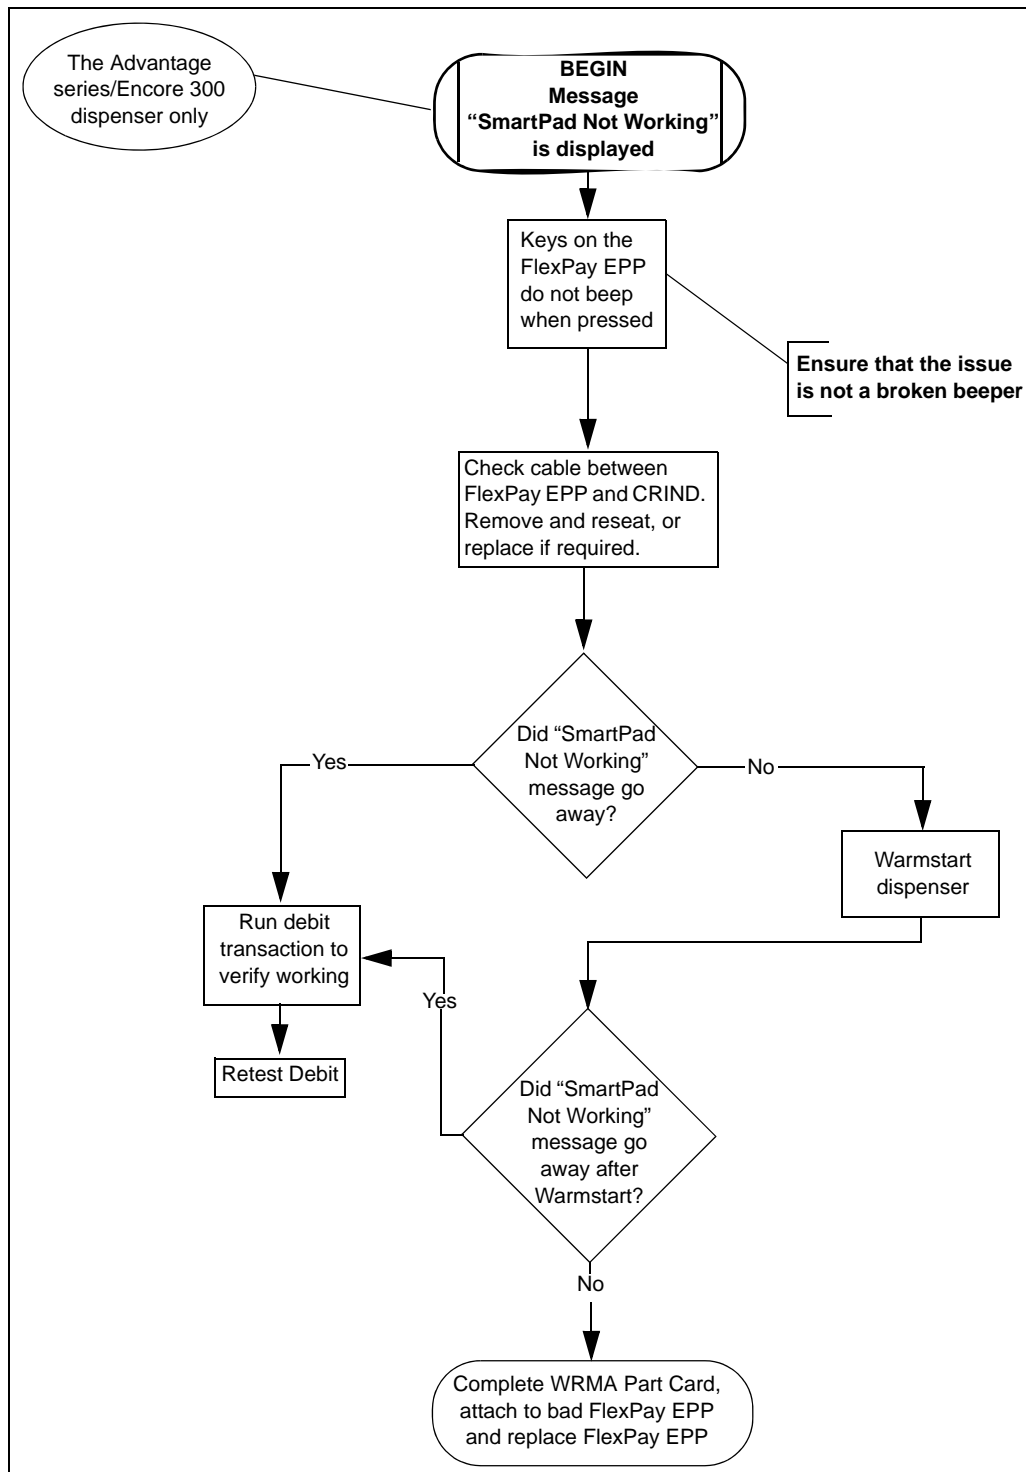 The Advantage
series/Encore 300
dispenser only
BEGIN
Message
“SmartPad Not Working”
is displayed
Keys on the
FlexPay EPP
do not beep
when pressed
Ensure that the issue
is not a broken beeper
Check cable between
FlexPay EPP and CRIND.
Remove and reseat, or
replace if required.
Did “SmartPad
Not Working”
message go
away?
Yes
No
Warmstart
dispenser
Run debit
transaction to
verify working
Yes
Retest Debit
Did “SmartPad
Not Working”
message go
away after
Warmstart?
No
Complete WRMA Part Card,
attach to bad FlexPay EPP
and replace FlexPay EPP